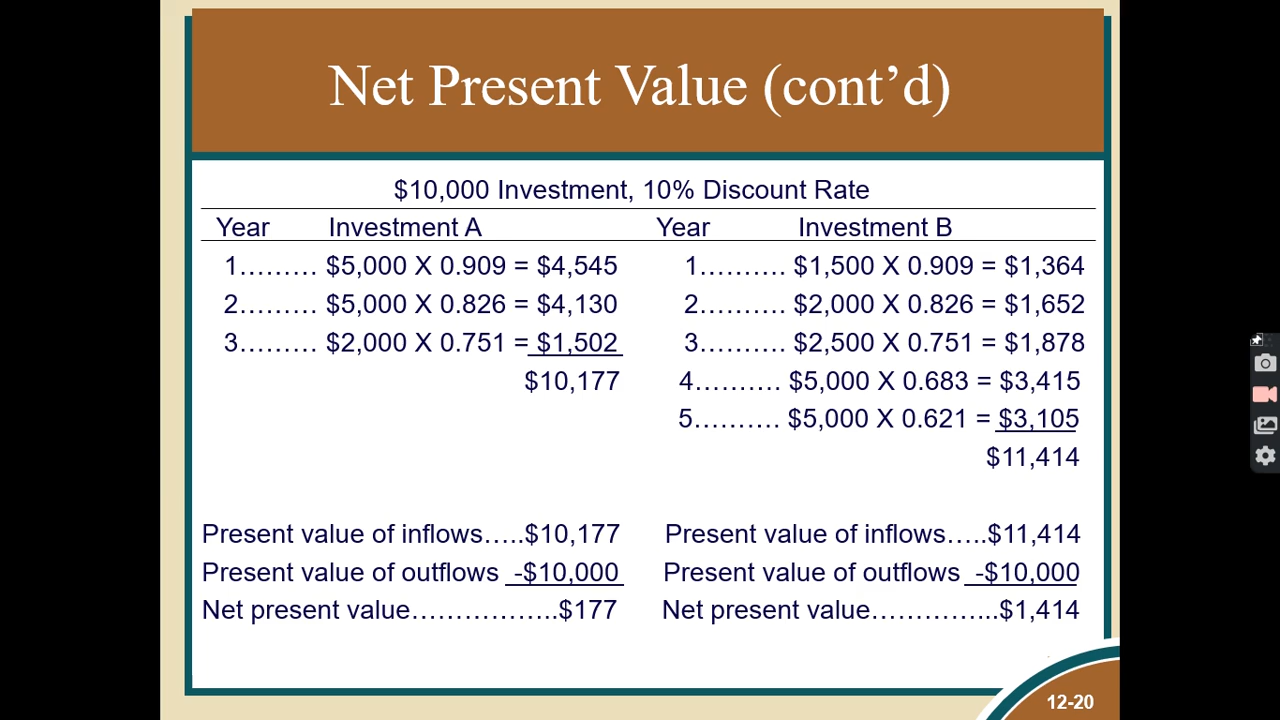 Net Present Value (cont’d)
$10,000 Investment, 10% Discount Rate
Year Investment A Year Investment B
1……… $5,000 X 0.909 = $4,545 1………. $1,500 X 0.909 = $1,364
2……… $5,000 X 0.826 = $4,130 2………. $2,000 X 0.826 = $1,652
3……… $2,000 X 0.751 = $1,502 3………. $2,500 X 0.751 = $1,878
$10,177 4………. $5,000 X 0.683 = $3,415
5………. $5,000 X 0.621 = $3,105
$11,414
Present value of inflows…..$10,177 Present value of inflows…..$11,414
Present value of outflows -$10,000 Present value of outflows -$10,000
Net present value……………..$177 Net present value…………...$1,414
12-20